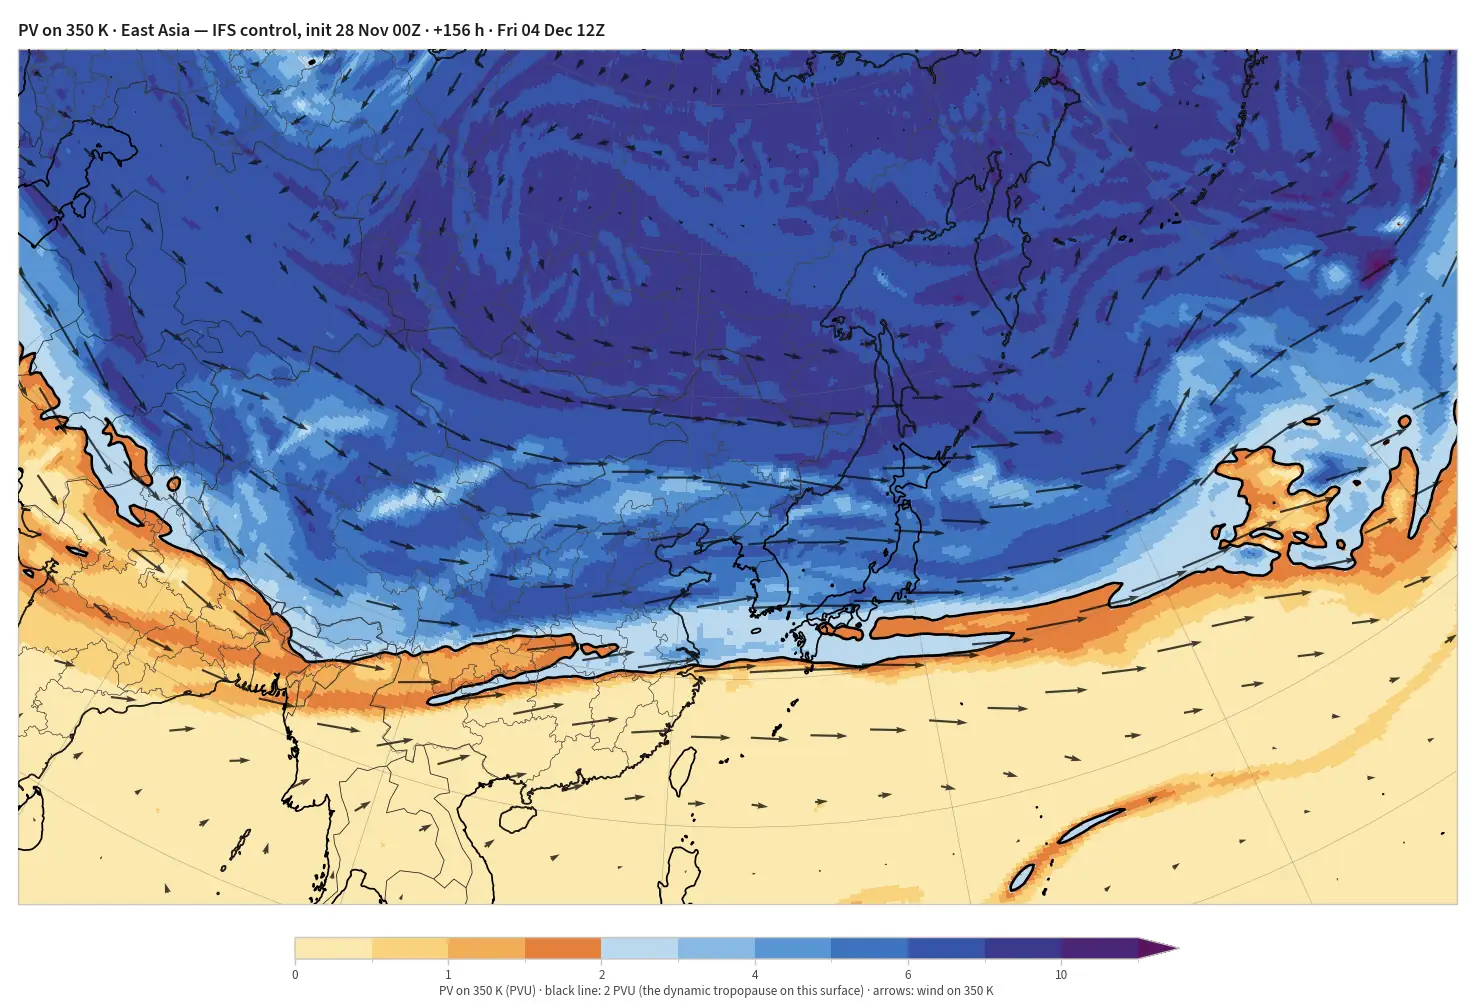 PV on 350 K · East Asia — IFS control, init 28 Nov 00Z · +156 h · Fri 04 Dec 12Z
0 1 2 4 6 10
PV on 350 K (PVU) · black line: 2 PVU (the dynamic tropopause on this surface) · arrows: wind on 350 K